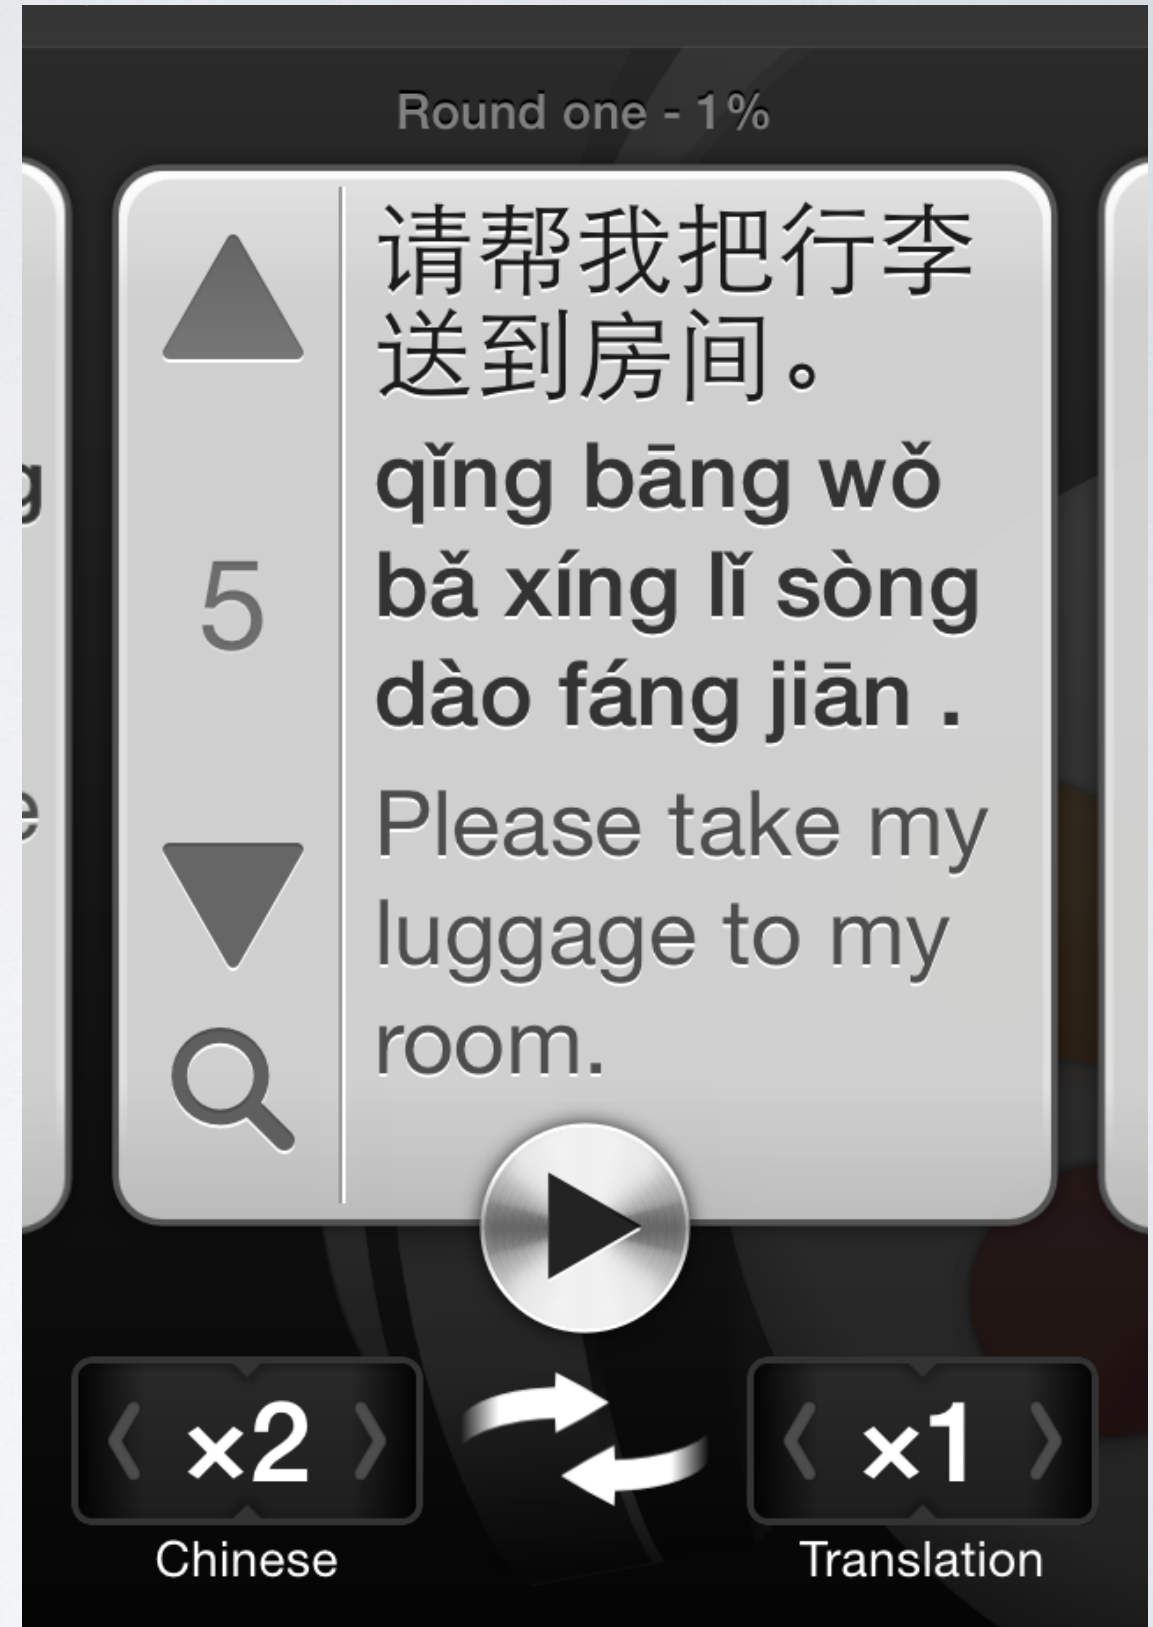 Round one - 1%
请帮我把行李
送到房间。
5
qǐng bāng wǒ
bǎ xíng lǐ sòng
dào fáng jiān .
Please take my
luggage to my
room.
×2
×1
Chinese
Translation